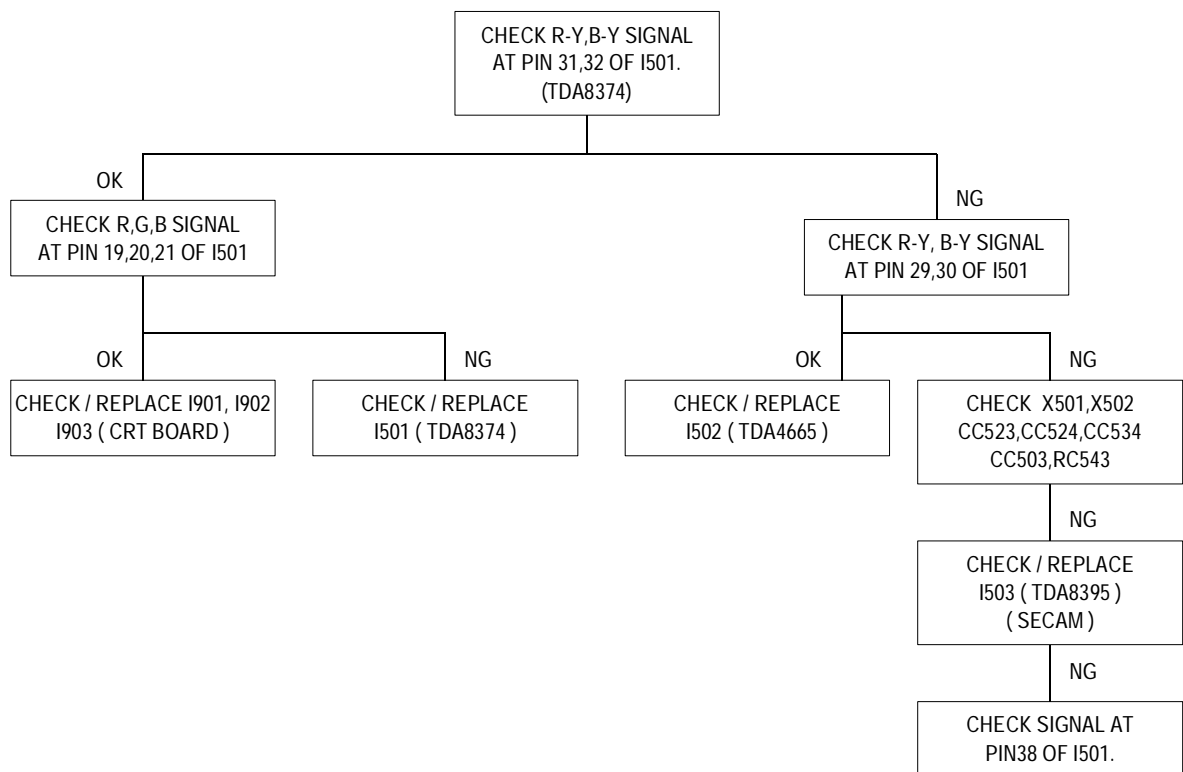 CHECK R-Y,B-Y SIGNAL
AT PIN 31,32 OF I501.
(TDA8374)
OK
NG
CHECK R,G,B SIGNAL
AT PIN 19,20,21 OF I501
CHECK R-Y, B-Y SIGNAL
AT PIN 29,30 OF I501
OK
NG
OK
NG
CHECK / REPLACE I901, I902
I903 ( CRT BOARD )
CHECK / REPLACE
I501 ( TDA8374 )
CHECK / REPLACE
I502 ( TDA4665 )
CHECK X501,X502
CC523,CC524,CC534
CC503,RC543
NG
CHECK / REPLACE
I503 ( TDA8395 )
( SECAM )
NG
CHECK SIGNAL AT
PIN38 OF I501.